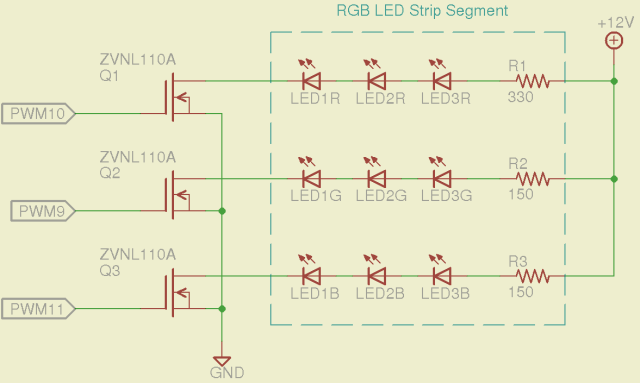 RGB LED Strip Segment
+12V
ZVNL110A
Q1
PWM10
LED1R
LED2R
LED3R
R1
330
ZVNL110A
Q2
PWM9
LED1G
LED2G
LED3G
R2
150
ZVNL110A
Q3
PWM11
LED1B
LED2B
LED3B
R3
150
GND